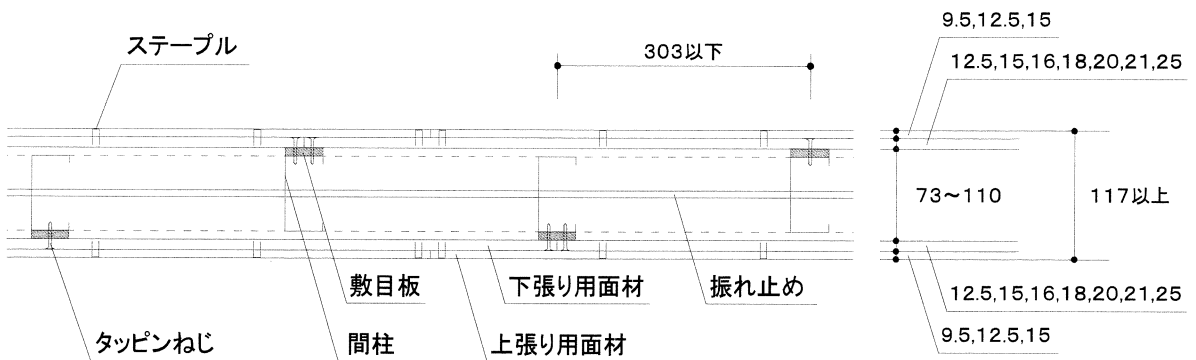 ステープル
303以下
9.5,12.5,15
12.5,15,16,18,20,21,25
73～110
117以上
敷目板
下張り用面材
振れ止め
12.5,15,16,18,20,21,25
タッピンねじ
間柱
上張り用面材
9.5,12.5,15